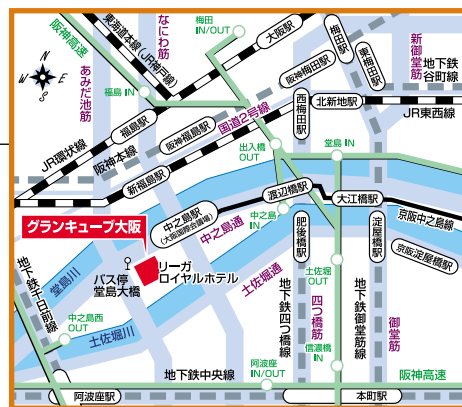 N
W
E
S
阪神高速
東海道本線(JR神戸線)
なにわ筋
梅田
IN/OUT
大阪駅
梅田駅
東梅田駅
新御堂筋
地下鉄
谷町線
あみだ池筋
福島 IN
福島駅
阪神梅田駅
西梅田駅
北新地駅
JR東西線
JR環状線
阪神本線
阪神福島駅
国道2号線
新福島駅
出入橋
OUT
堂島 IN
渡辺橋駅
大江橋駅
中之島駅
(大阪国際会議場)
中之島通
中之島
IN
肥後橋駅
淀屋橋駅
京阪中之島線
京阪淀屋橋駅
グランキューブ大阪
リーガ
ロイヤルホテル
バス停
堂島大橋
土佐堀通
堂島川
土佐堀川
地下鉄千日前線
中之島西
OUT
地下鉄四つ橋線
四つ橋筋
土佐堀
OUT
信濃橋
IN
地下鉄御堂筋線
御堂筋
阿波座駅
地下鉄中央線
阿波座
IN/OUT
本町駅
阪神高速